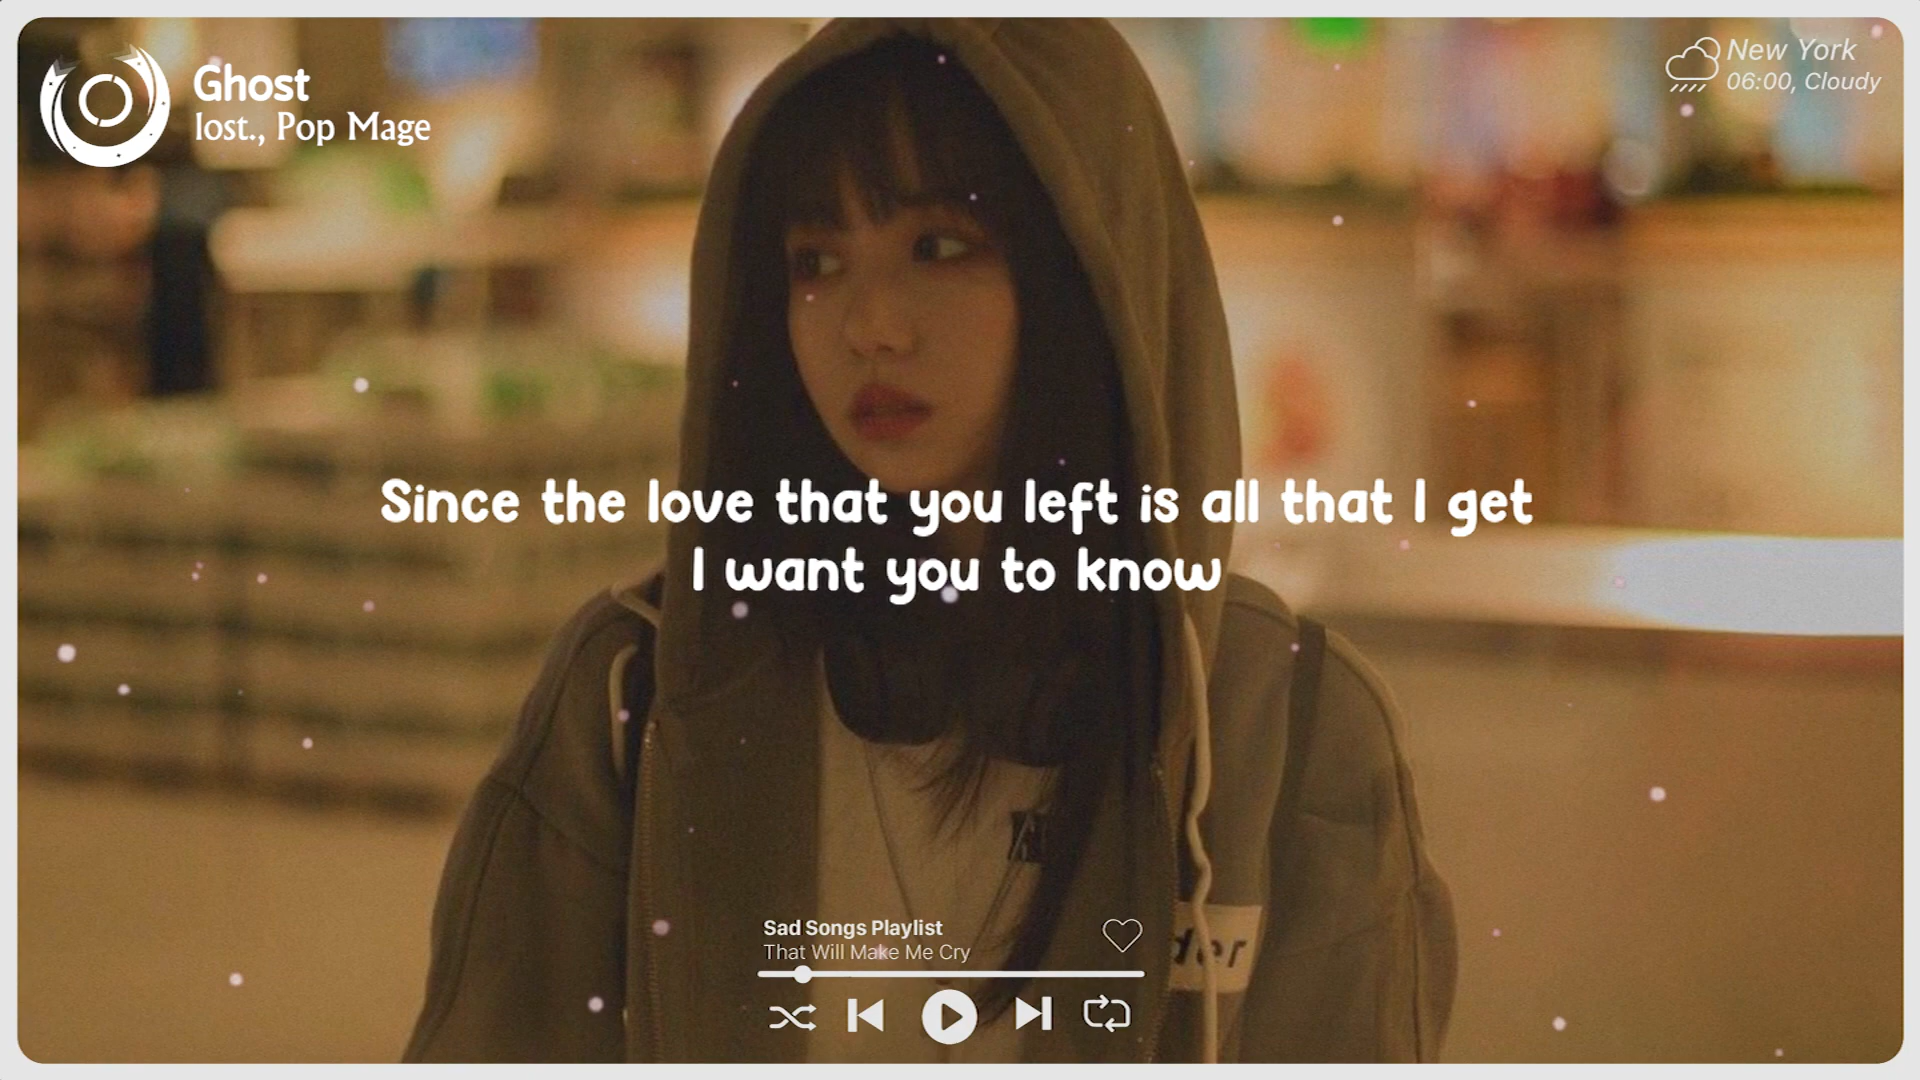 Ghost
lost., Pop Mage
New York
06:00, Cloudy
Since the love that you left is all that I get
I want you to know
der
Sad Songs Playlist
That Will Make Me Cry